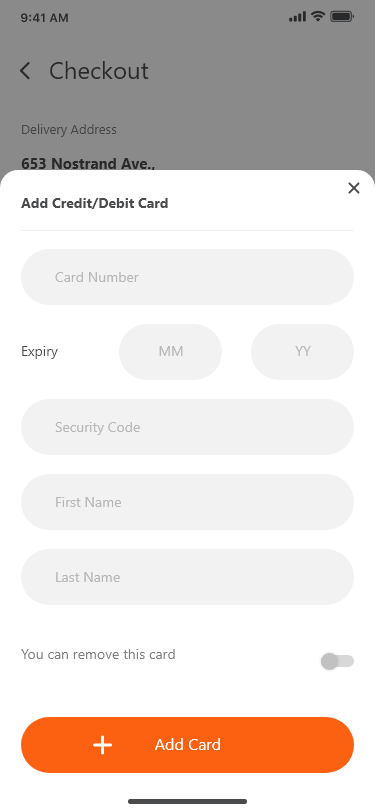 9:41 AM
Checkout
Delivery Address
653 Nostrand Ave.,
Add Credit/Debit Card
Card Number
Expiry
MM
YY
Security Code
First Name
Last Name
You can remove this card
Add Card